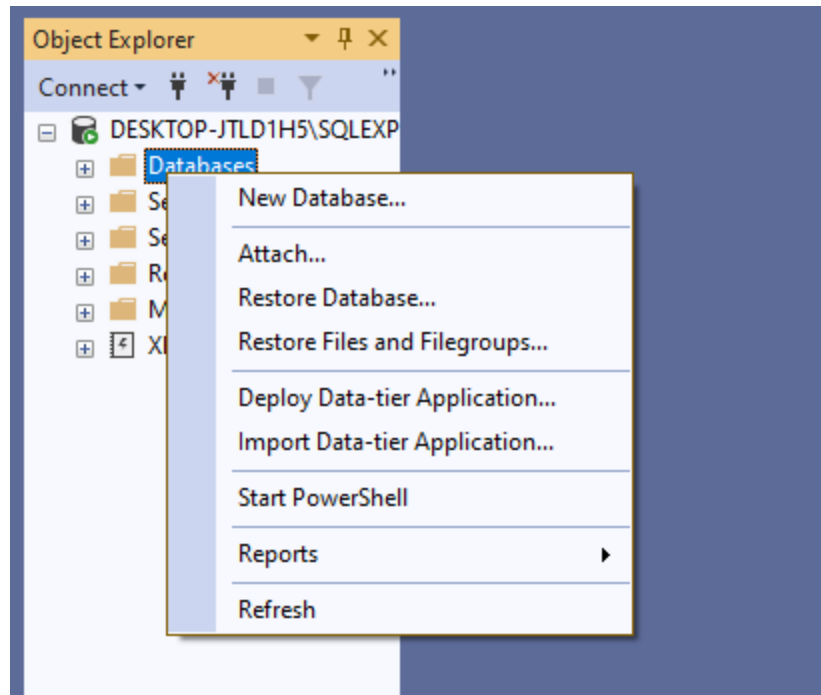 Object Explorer
Connect
DESKTOP-JTLD1H5\SQLEXP
Databases
New Database...
Attach...
Restore Database...
Restore Files and Filegroups...
Deploy Data-tier Application...
Import Data-tier Application...
Start PowerShell
Reports
Refresh